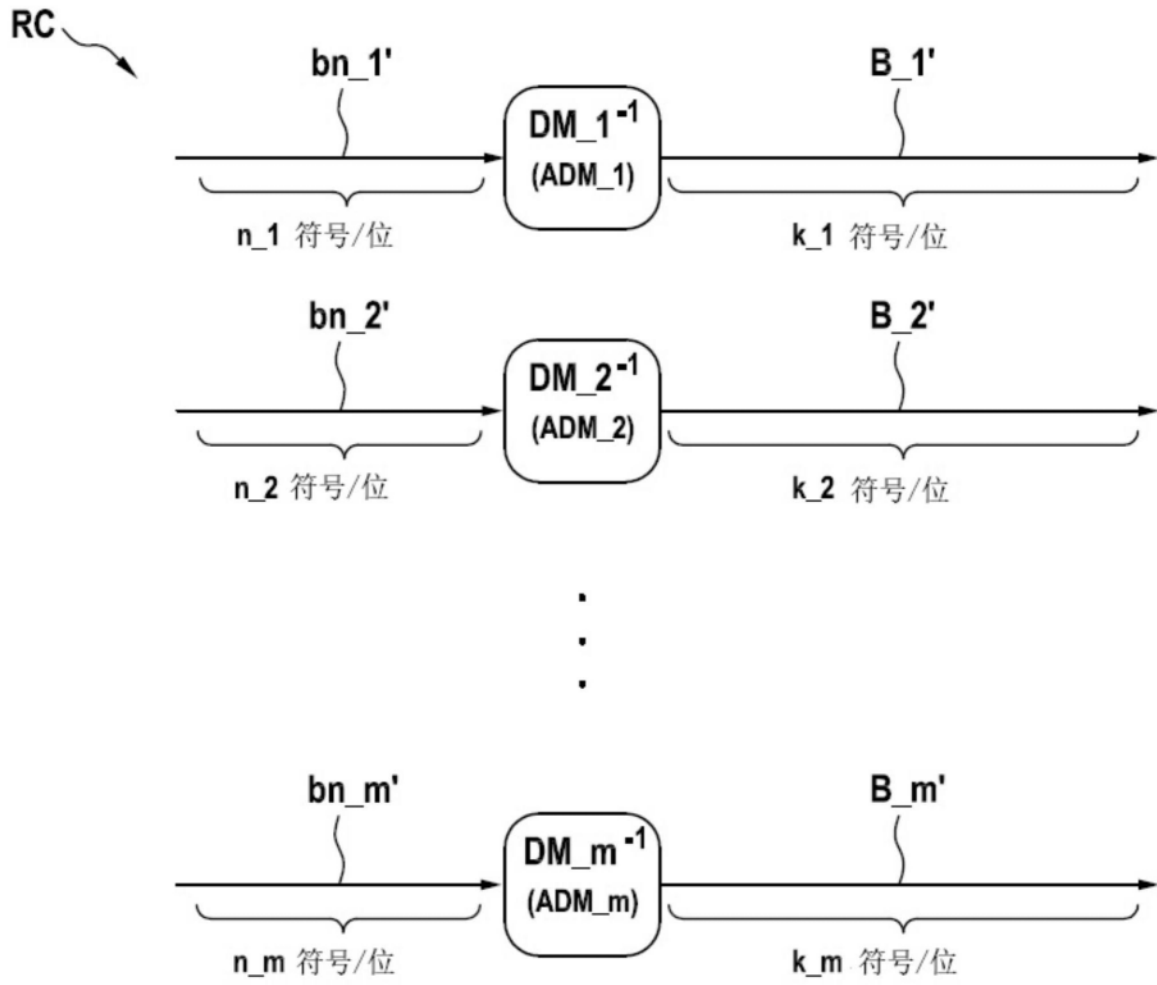 RC
bn_1' B_1'
DM_1⁻¹
(ADM_1)
n_1 符号/位 k_1 符号/位
bn_2' B_2'
DM_2⁻¹
(ADM_2)
n_2 符号/位 k_2 符号/位
bn_m' B_m'
DM_m⁻¹
(ADM_m)
n_m 符号/位 k_m 符号/位